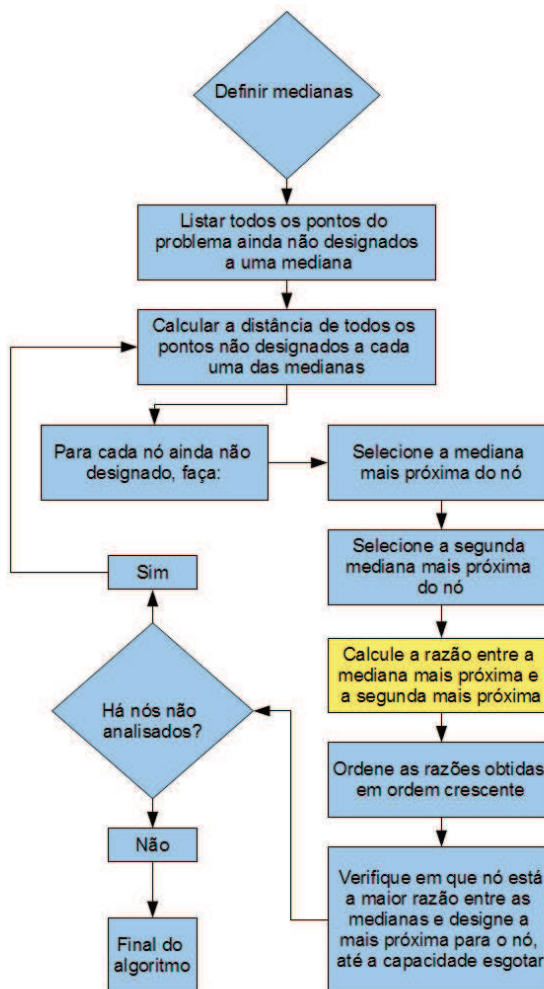 Definir medianas
Listar todos os pontos do
problema ainda não designados
a uma mediana
Calcular a distância de todos os
pontos não designados a cada
uma das medianas
Para cada nó ainda não
designado, faça:
Selecione a mediana
mais próxima do nó
Selecione a segunda
mediana mais próxima
do nó
Calcule a razão entre a
mediana mais próxima e
a segunda mais próxima
Ordene as razões obtidas
em ordem crescente
Verifique em que nó está
a maior razão entre as
medianas e designe a
mais próxima para o nó,
até a capacidade esgotar
Há nós não
analisados?
Sim
Não
Final do
algoritmo